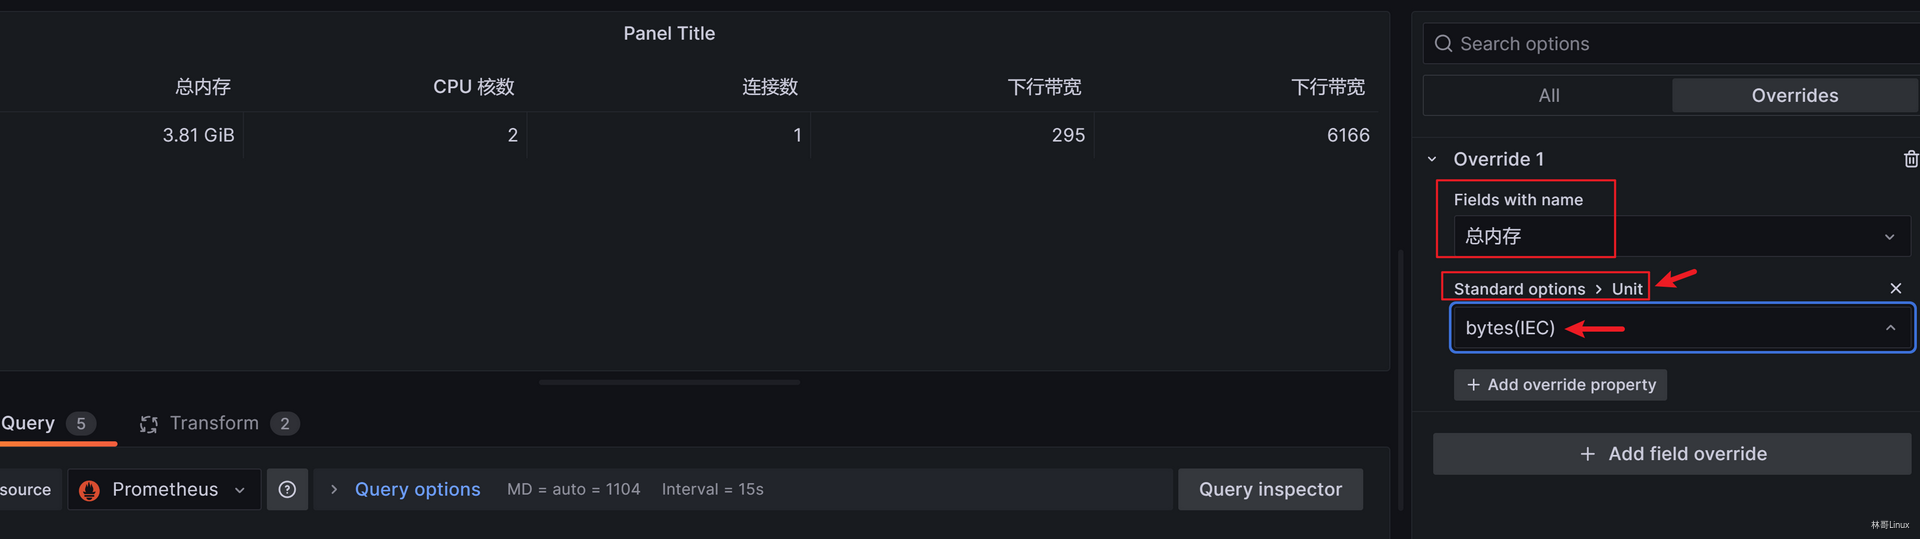 Panel Title
总内存 CPU 核数 连接数 下行带宽 下行带宽
3.81 GiB 2 1 295 6166
Query 5 Transform 2
source Prometheus Query options MD = auto = 1104 Interval = 15s Query inspector
Search options
All Overrides
Override 1
Fields with name
总内存
Standard options > Unit
bytes(IEC)
+ Add override property
+ Add field override
林哥Linux